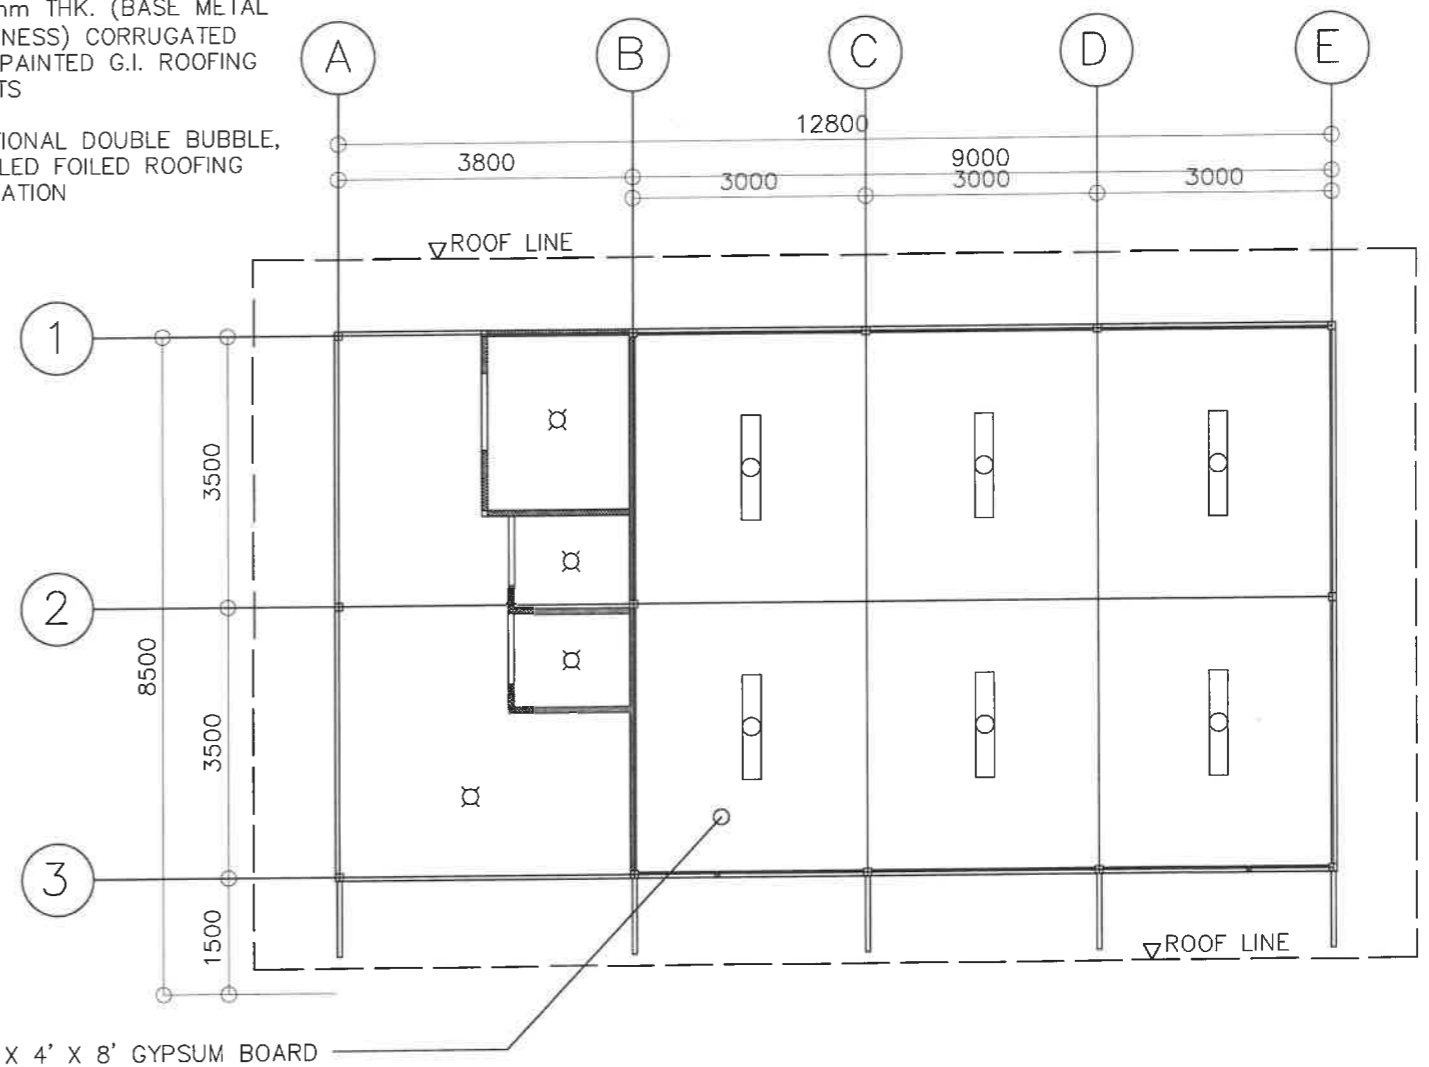 mm THK. (BASE METAL
NESS) CORRUGATED
PAINTED G.I. ROOFING
TS
TIONAL DOUBLE BUBBLE,
LED FOILED ROOFING
ATION
A
B
C
D
E
12800
3800
9000
3000
3000
3000
ROOF LINE
1
3500
2
8500
3500
3
1500
ROOF LINE
X 4' X 8' GYPSUM BOARD